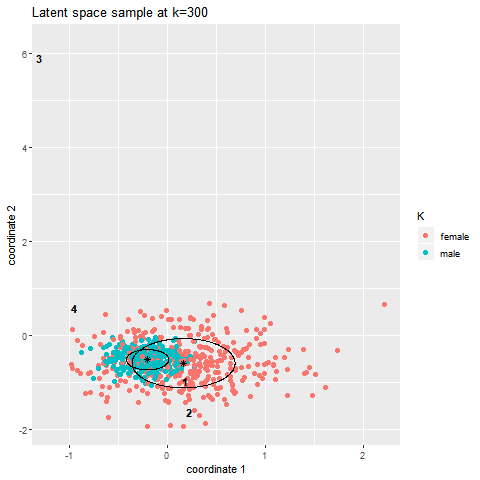 Latent space sample at k=300
6
4
2
0
-2
3
4
1
2
-1
0
1
2
coordinate 1
coordinate 2
K
female
male